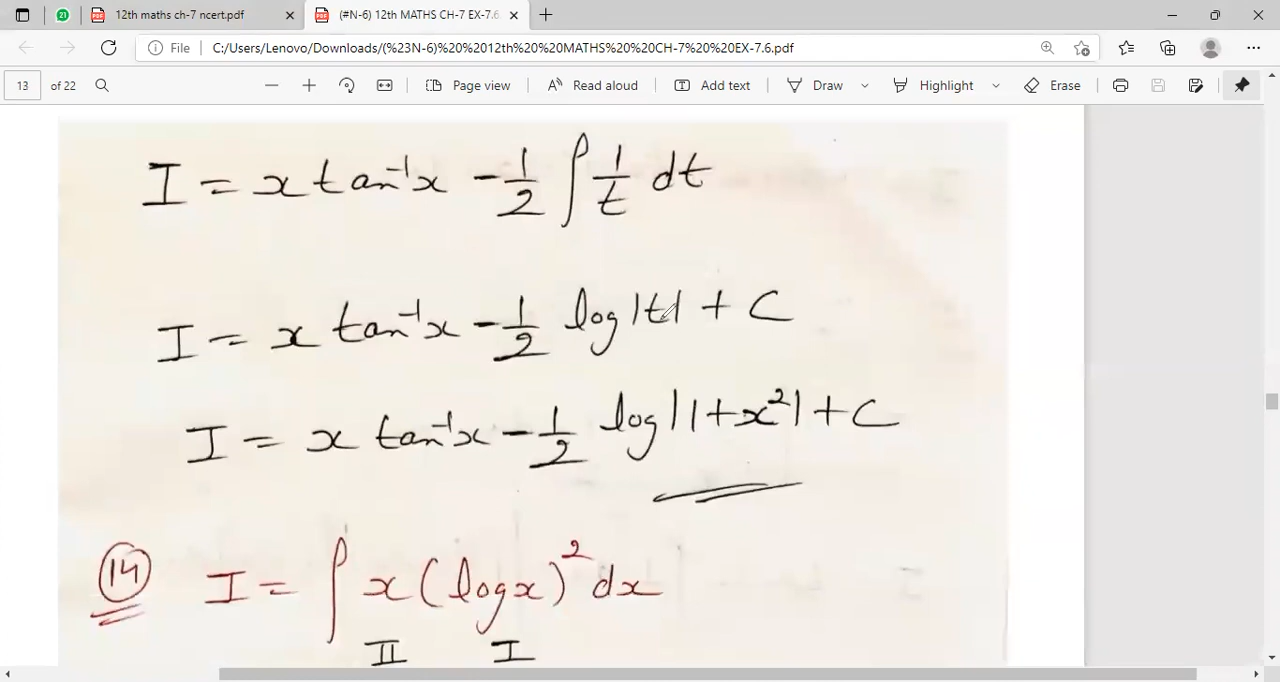 21
12th maths ch-7 ncert.pdf
(#N-6) 12th MATHS CH-7 EX-7.6.
File C:/Users/Lenovo/Downloads/(%23N-6)%20%2012th%20%20MATHS%20%20CH-7%20%20EX-7.6.pdf
13 of 22 Page view Read aloud Add text Draw Highlight Erase
I = x tan⁻¹x - 1/2 ∫ 1/t dt
I = x tan⁻¹x - 1/2 log|t| + C
I = x tan⁻¹x - 1/2 log|1+x²| + C
14 I = ∫ x (logx)² dx
II I